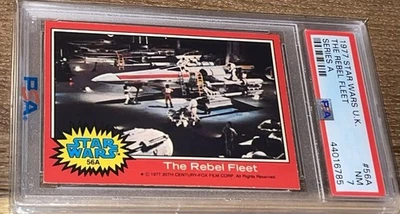 STAR
WARS
56A
The Rebel Fleet
★ © 1977 20TH CENTURY-FOX FILM CORP. All Rights Reserved.
1977 STAR WARS U.K.
THE REBEL FLEET
SERIES A
#56A
NM
7
PSA
44016785
PSA